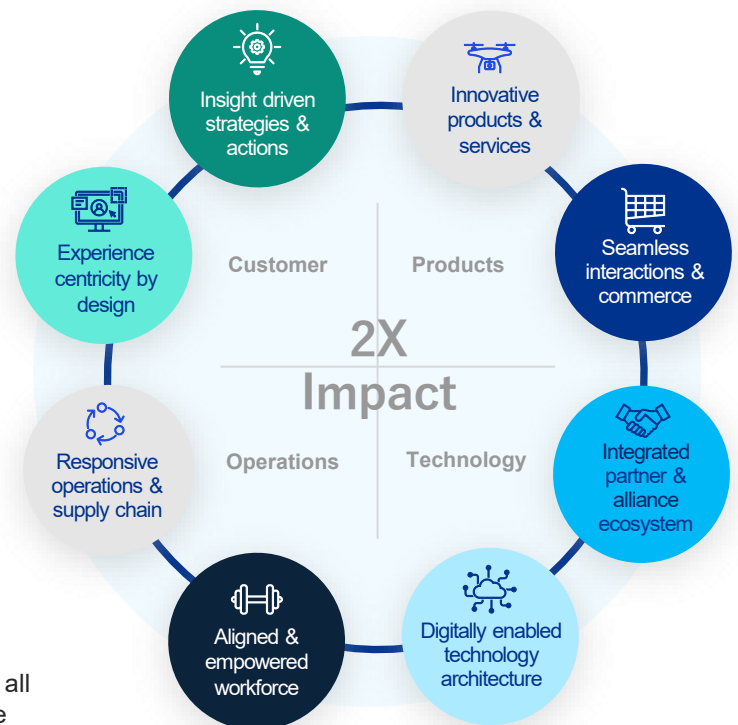 Insight driven
strategies &
actions
Innovative
products &
services
Experience
centricity by
design
Seamless
interactions &
commerce
Customer
Products
2X
Impact
Operations
Technology
Responsive
operations &
supply chain
Integrated
partner &
alliance
ecosystem
Aligned &
empowered
workforce
Digitally enabled
technology
architecture
all